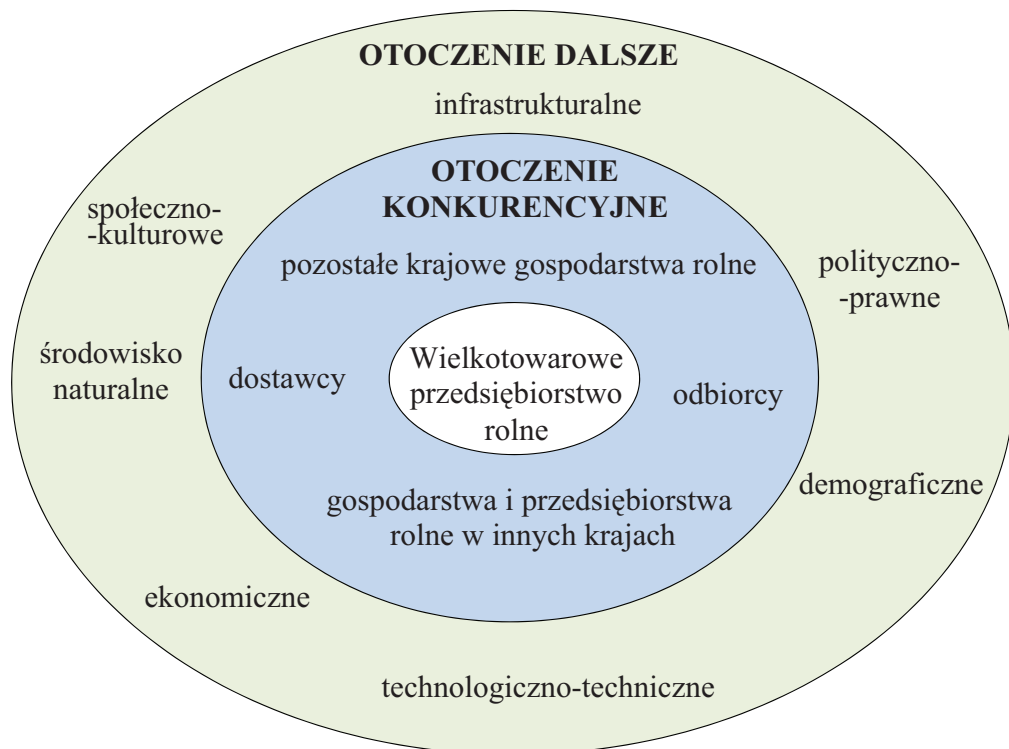 OTOCZENIE DALSZE
infrastrukturalne
OTOCZENIE
KONKURENCYJNE
społeczno-
-kulturowe
pozostałe krajowe gospodarstwa rolne
polityczno-
-prawne
środowisko
naturalne
dostawcy
Wielkotowarowe
przedsiębiorstwo
rolne
odbiorcy
demograficzne
gospodarstwa i przedsiębiorstwa
rolne w innych krajach
ekonomiczne
technologiczno-techniczne